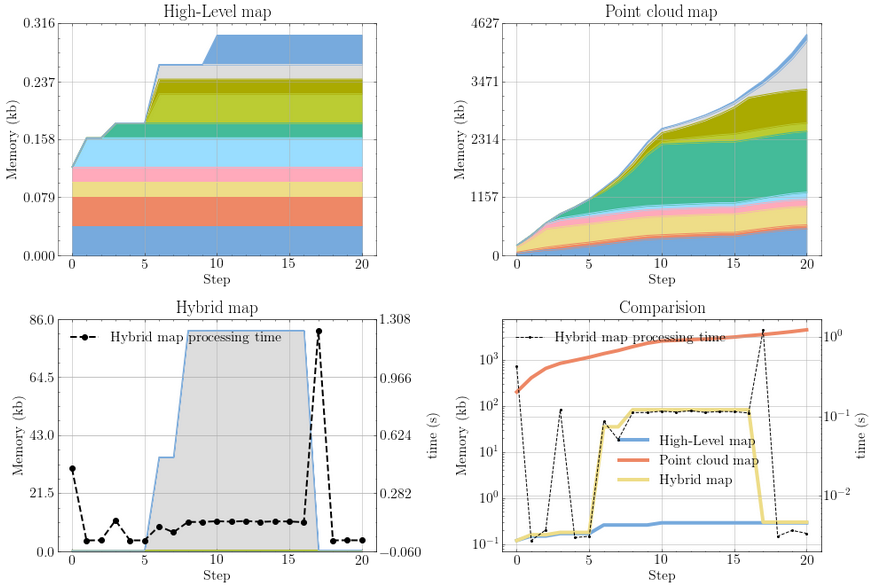 High-Level map
0.316
0.237
0.158
0.079
0.000
Memory (kb)
0 5 10 15 20
Step
Point cloud map
4627
3471
2314
1157
0
Memory (kb)
0 5 10 15 20
Step
Hybrid map
86.0
64.5
43.0
21.5
0.0
Memory (kb)
Hybrid map processing time
1.308
0.966
0.624
0.282
−0.060
time (s)
0 5 10 15 20
Step
Comparision
10³
10²
10¹
10⁰
10⁻¹
Memory (kb)
Hybrid map processing time
High-Level map
Point cloud map
Hybrid map
10⁰
10⁻¹
10⁻²
time (s)
0 5 10 15 20
Step